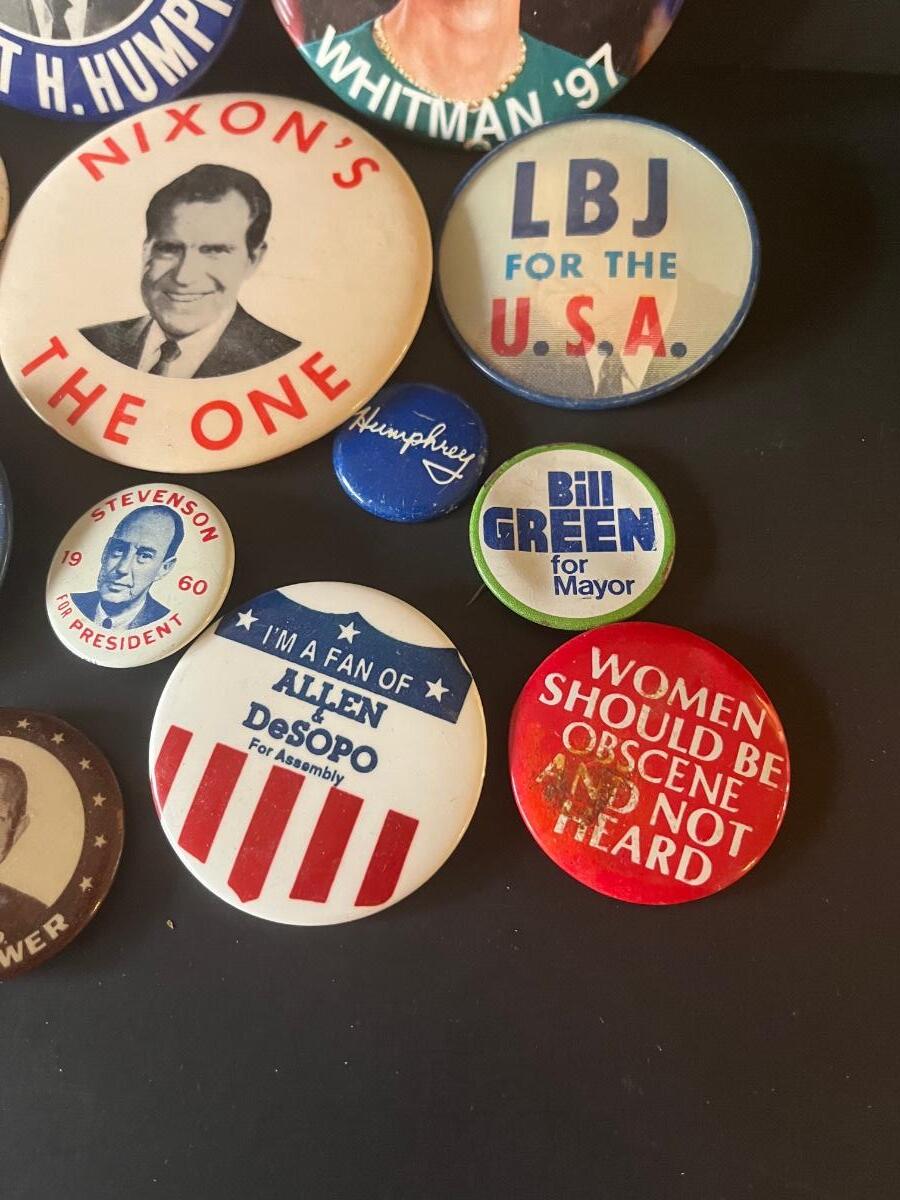 T H. HUMP
WHITMAN '97
NIXON'S
THE ONE
LBJ
FOR THE
U.S.A.
Humphrey
Bill
GREEN
for
Mayor
STEVENSON
19 60
FOR PRESIDENT
I'M A FAN OF
ALLEN
&
DeSOPO
For Assembly
WOMEN
SHOULD BE
OBSCENE
AND NOT
HEARD
WER